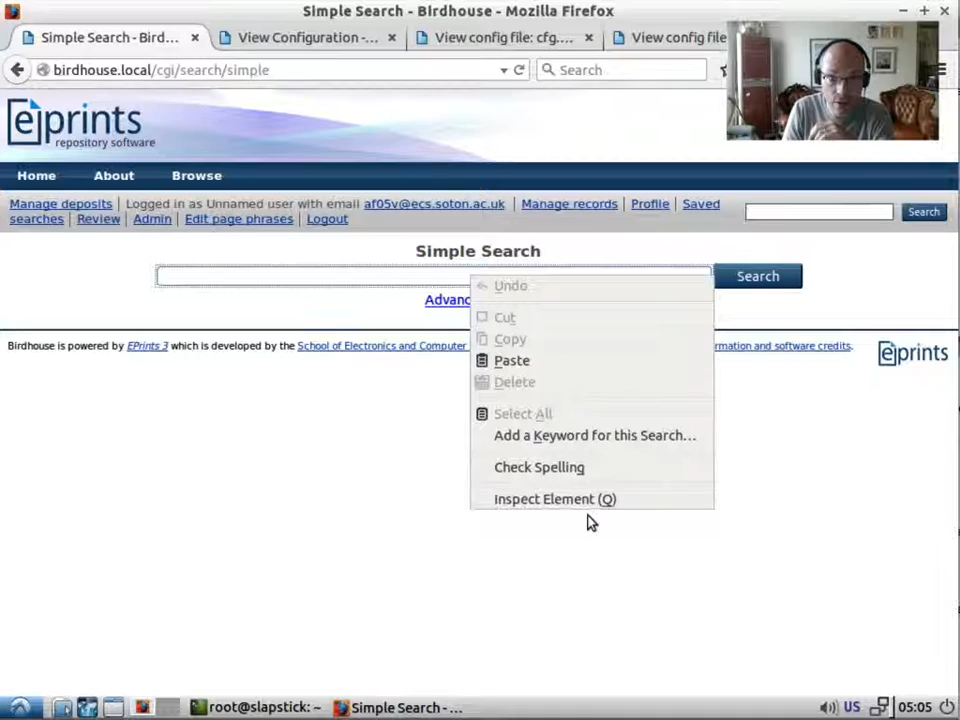 Simple Search - Birdhouse - Mozilla Firefox
Simple Search - Bird...
View Configuration -...
View config file: cfg....
View config file
birdhouse.local/cgi/search/simple
Search
eprints
repository software
Home About Browse
Manage deposits | Logged in as Unnamed user with email af05v@ecs.soton.ac.uk | Manage records | Profile | Saved
searches | Review | Admin | Edit page phrases | Logout
Search
Simple Search
Search
Advanc
Undo
Cut
Copy
Paste
Delete
Select All
Add a Keyword for this Search...
Check Spelling
Inspect Element (Q)
Birdhouse is powered by EPrints 3 which is developed by the School of Electronics and Computer
rmation and software credits.
eprints
root@slapstick: ~
Simple Search - ...
US
05:05